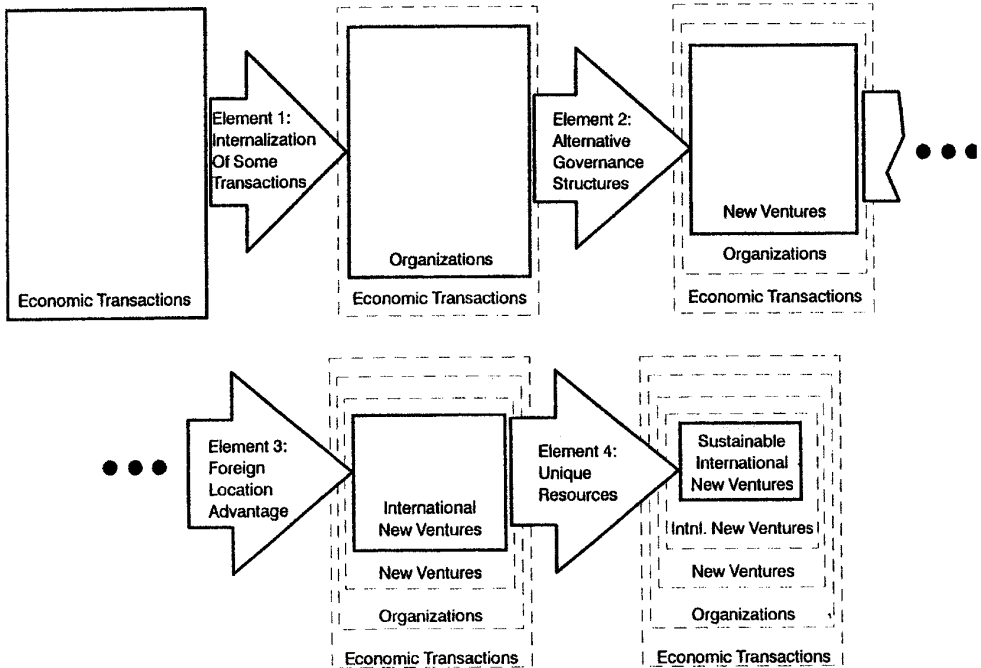 Economic Transactions
Element 1:
Internalization
Of Some
Transactions
Organizations
Economic Transactions
Element 2:
Alternative
Governance
Structures
New Ventures
Organizations
Economic Transactions
Element 3:
Foreign
Location
Advantage
International
New Ventures
New Ventures
Organizations
Economic Transactions
Element 4:
Unique
Resources
Sustainable
International
New Ventures
Intnl. New Ventures
New Ventures
Organizations
Economic Transactions